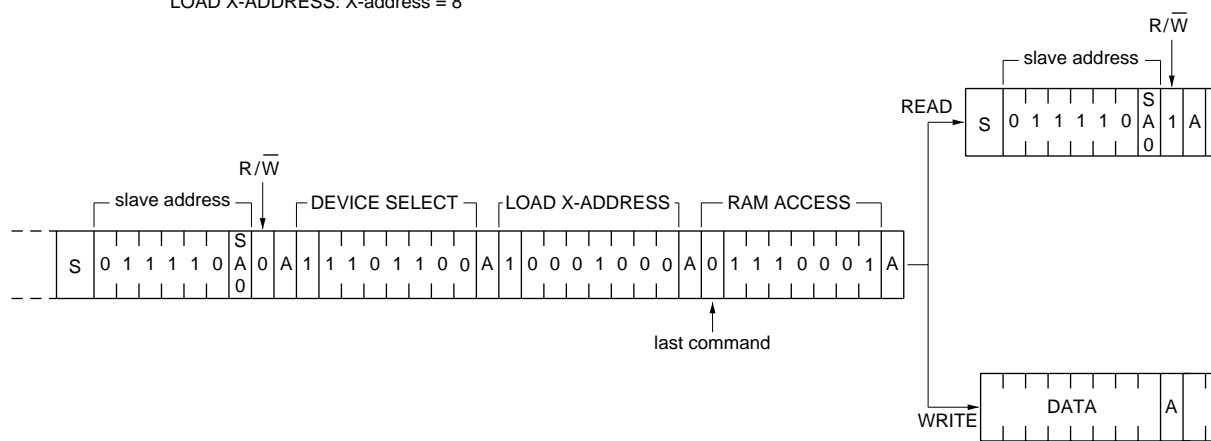 LOAD X-ADDRESS: X-address = 8
R/W̅
slave address
READ
S 0 1 1 1 1 0 SA0 1 A
R/W̅
slave address DEVICE SELECT LOAD X-ADDRESS RAM ACCESS
S 0 1 1 1 1 0 SA0 0 A 1 1 1 0 1 1 0 0 A 1 0 0 0 1 0 0 0 A 0 1 1 1 0 0 0 1 A
last command
WRITE DATA A